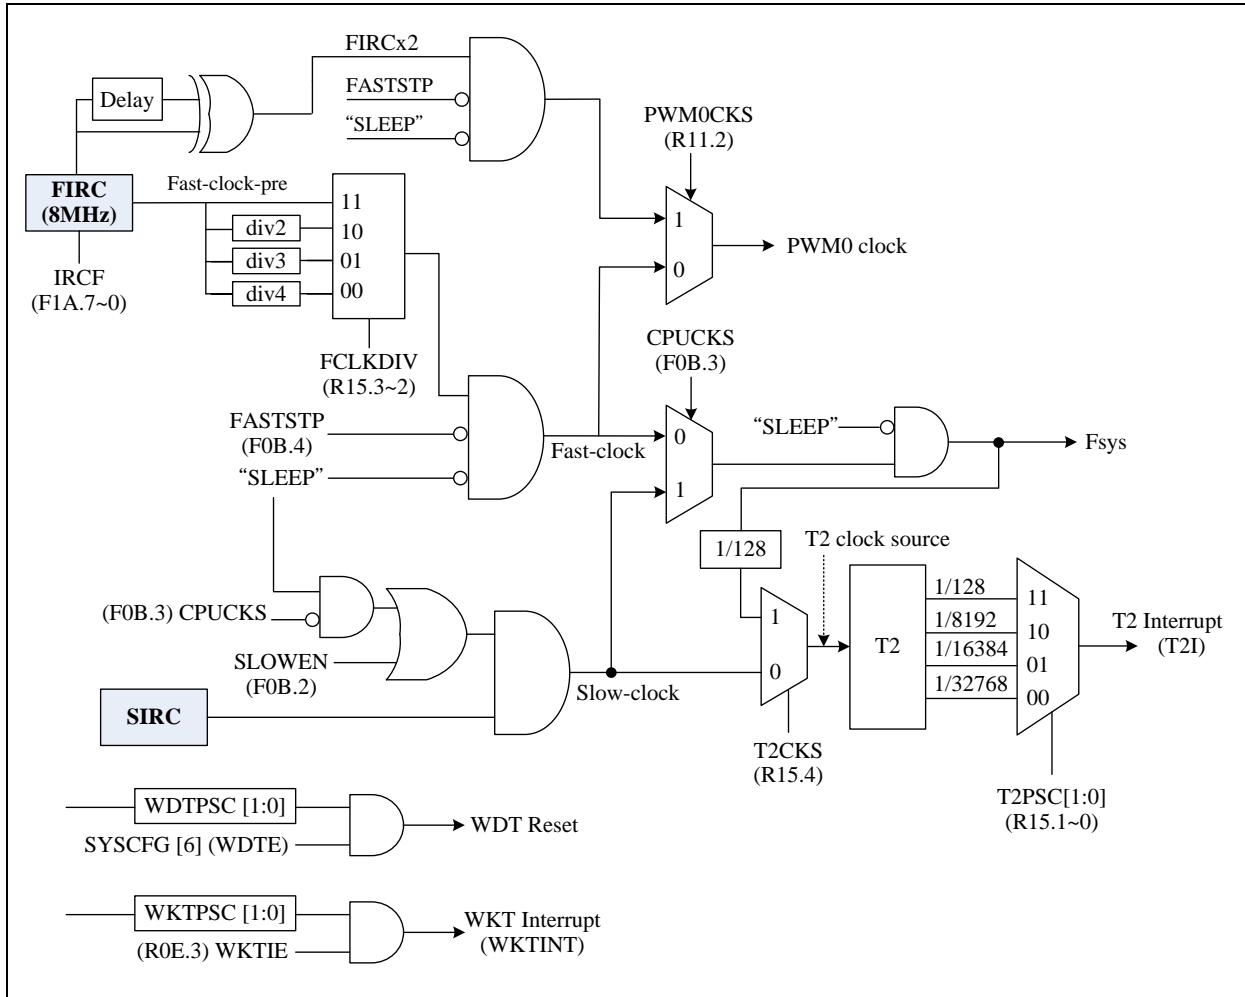 FIRCx2
Delay
FASTSTP
“SLEEP”
PWM0CKS
(R11.2)
FIRC
(8MHz)
Fast-clock-pre
11
div2
10
div3
01
div4
00
1
0
PWM0 clock
IRCF
(F1A.7~0)
FCLKDIV
(R15.3~2)
CPUCKS
(F0B.3)
FASTSTP
(F0B.4)
“SLEEP”
Fast-clock
0
1
“SLEEP”
Fsys
1/128
T2 clock source
(F0B.3) CPUCKS
SLOWEN
(F0B.2)
SIRC
Slow-clock
1
0
T2CKS
(R15.4)
T2
1/128
1/8192
1/16384
1/32768
11
10
01
00
T2 Interrupt
(T2I)
T2PSC[1:0]
(R15.1~0)
WDTPSC [1:0]
SYSCFG [6] (WDTE)
WDT Reset
WKTPSC [1:0]
(R0E.3) WKTIE
WKT Interrupt
(WKTINT)